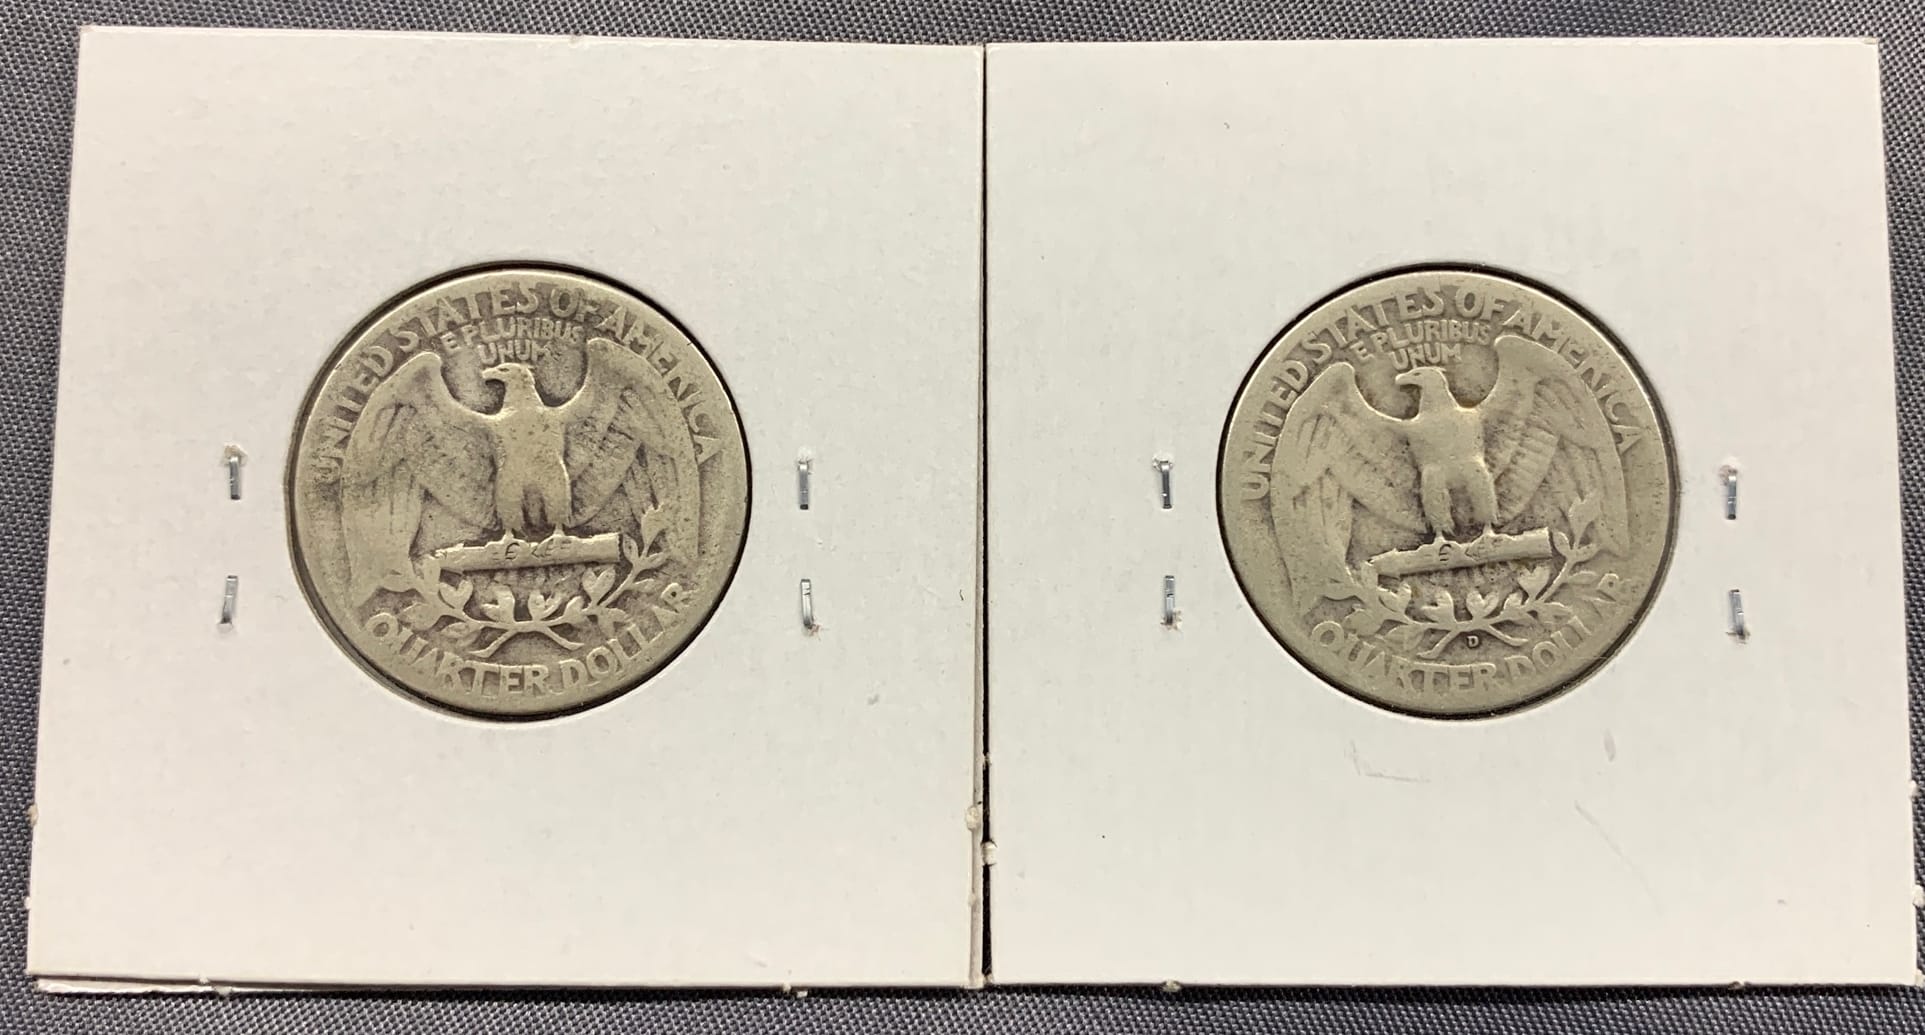 UNITED STATES OF AMERICA
E PLURIBUS
UNUM
QUARTER DOLLAR
UNITED STATES OF AMERICA
E PLURIBUS
UNUM
D
QUARTER DOLLAR